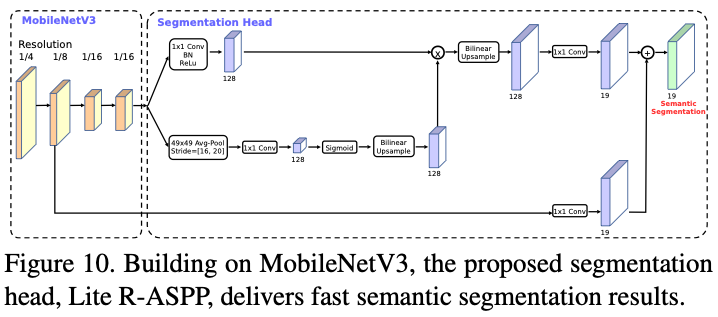 MobileNetV3
Segmentation Head
Resolution
1/4 1/8 1/16 1/16
1x1 Conv
BN
ReLu
128
x
Bilinear
Upsample
128
1x1 Conv
19
+
19
Semantic
Segmentation
49x49 Avg-Pool
Stride=[16, 20]
1x1 Conv
128
Sigmoid
Bilinear
Upsample
128
1x1 Conv
19
Figure 10. Building on MobileNetV3, the proposed segmentation
head, Lite R-ASPP, delivers fast semantic segmentation results.